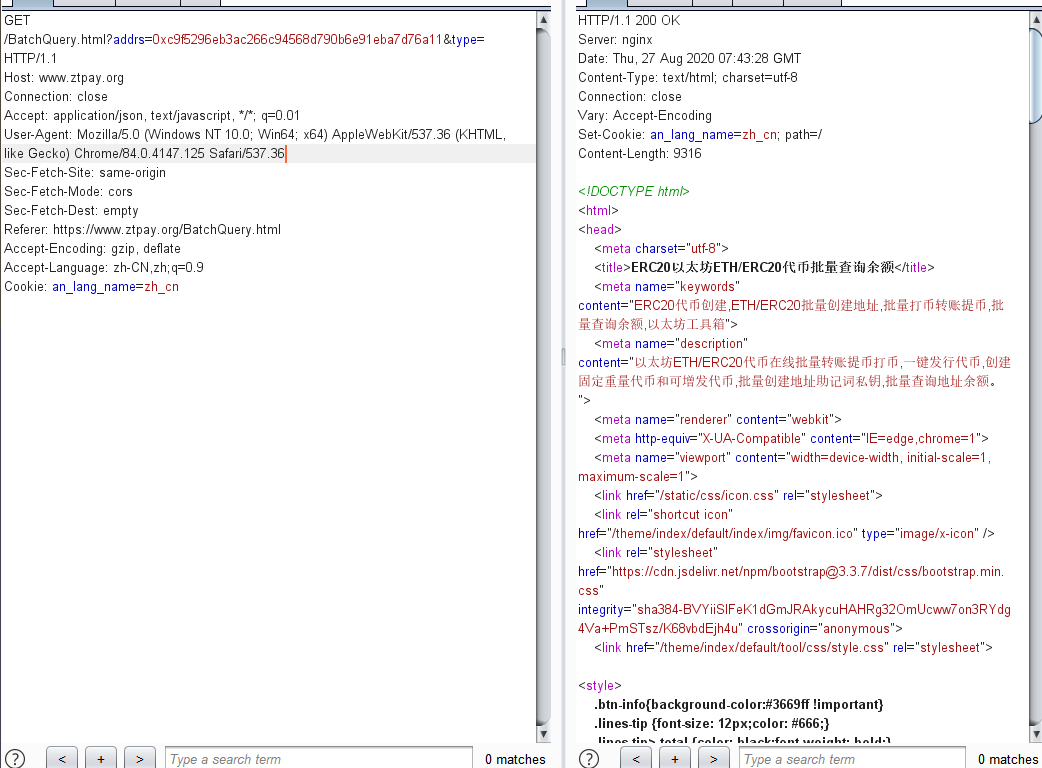 GET
/BatchQuery.html?addrs=0xc9f5296eb3ac266c94568d790b6e91eba7d76a11&type=
HTTP/1.1
Host: www.ztpay.org
Connection: close
Accept: application/json, text/javascript, */*; q=0.01
User-Agent: Mozilla/5.0 (Windows NT 10.0; Win64; x64) AppleWebKit/537.36 (KHTML,
like Gecko) Chrome/84.0.4147.125 Safari/537.36
Sec-Fetch-Site: same-origin
Sec-Fetch-Mode: cors
Sec-Fetch-Dest: empty
Referer: https://www.ztpay.org/BatchQuery.html
Accept-Encoding: gzip, deflate
Accept-Language: zh-CN,zh;q=0.9
Cookie: an_lang_name=zh_cn
? < + > Type a search term 0 matches
HTTP/1.1 200 OK
Server: nginx
Date: Thu, 27 Aug 2020 07:43:28 GMT
Content-Type: text/html; charset=utf-8
Connection: close
Vary: Accept-Encoding
Set-Cookie: an_lang_name=zh_cn; path=/
Content-Length: 9316
<!DOCTYPE html>
<html>
<head>
<meta charset="utf-8">
<title>ERC20以太坊ETH/ERC20代币批量查询余额</title>
<meta name="keywords"
content="ERC20代币创建,ETH/ERC20批量创建地址,批量打币转账提币,批
量查询余额,以太坊工具箱">
<meta name="description"
content="以太坊ETH/ERC20代币在线批量转账提币打币,一键发行代币,创建
固定重量代币和可增发代币,批量创建地址助记词私钥,批量查询地址余额。
">
<meta name="renderer" content="webkit">
<meta http-equiv="X-UA-Compatible" content="IE=edge,chrome=1">
<meta name="viewport" content="width=device-width, initial-scale=1,
maximum-scale=1">
<link href="/static/css/icon.css" rel="stylesheet">
<link rel="shortcut icon"
href="/theme/index/default/index/img/favicon.ico" type="image/x-icon" />
<link rel="stylesheet"
href="https://cdn.jsdelivr.net/npm/bootstrap@3.3.7/dist/css/bootstrap.min.
css"
integrity="sha384-BVYiiSIFeK1dGmJRAkycuHAHRg32OmUcww7on3RYdg
4Va+PmSTsz/K68vbdEjh4u" crossorigin="anonymous">
<link href="/theme/index/default/tool/css/style.css" rel="stylesheet">
<style>
.btn-info{background-color:#3669ff !important}
.lines-tip {font-size: 12px;color: #666;}
.lines-tip> total {color: black;font-weight: bold;}
? < + > Type a search term 0 matches